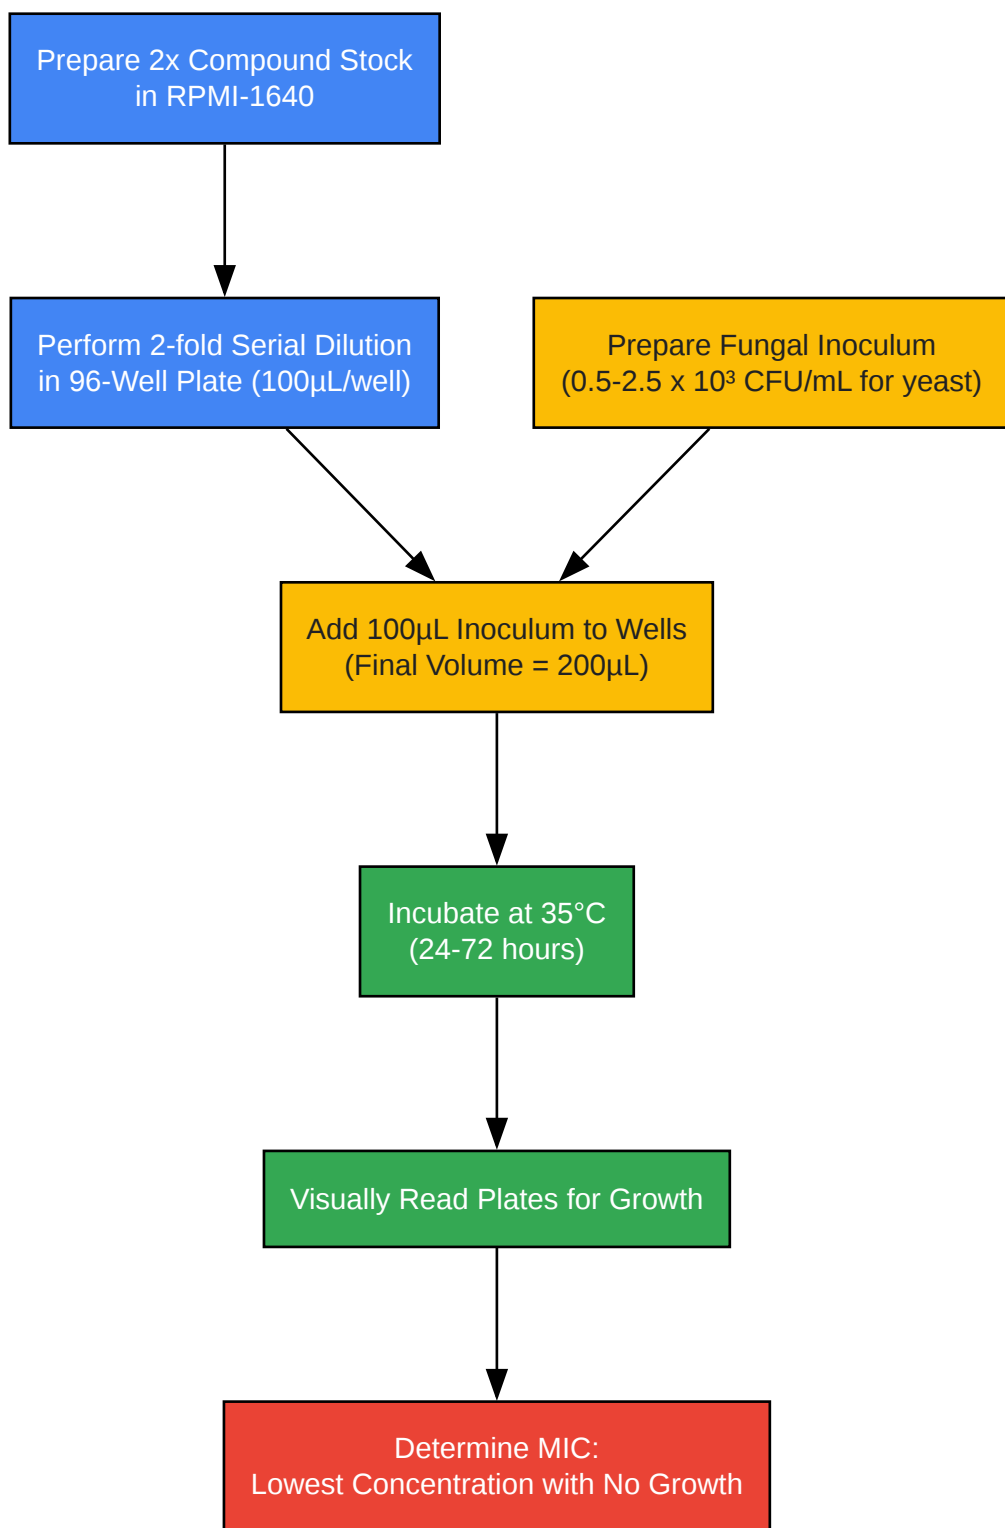 Prepare 2x Compound Stock
in RPMI-1640
Perform 2-fold Serial Dilution
in 96-Well Plate (100µL/well)
Prepare Fungal Inoculum
(0.5-2.5 x 10³ CFU/mL for yeast)
Add 100µL Inoculum to Wells
(Final Volume = 200µL)
Incubate at 35°C
(24-72 hours)
Visually Read Plates for Growth
Determine MIC:
Lowest Concentration with No Growth